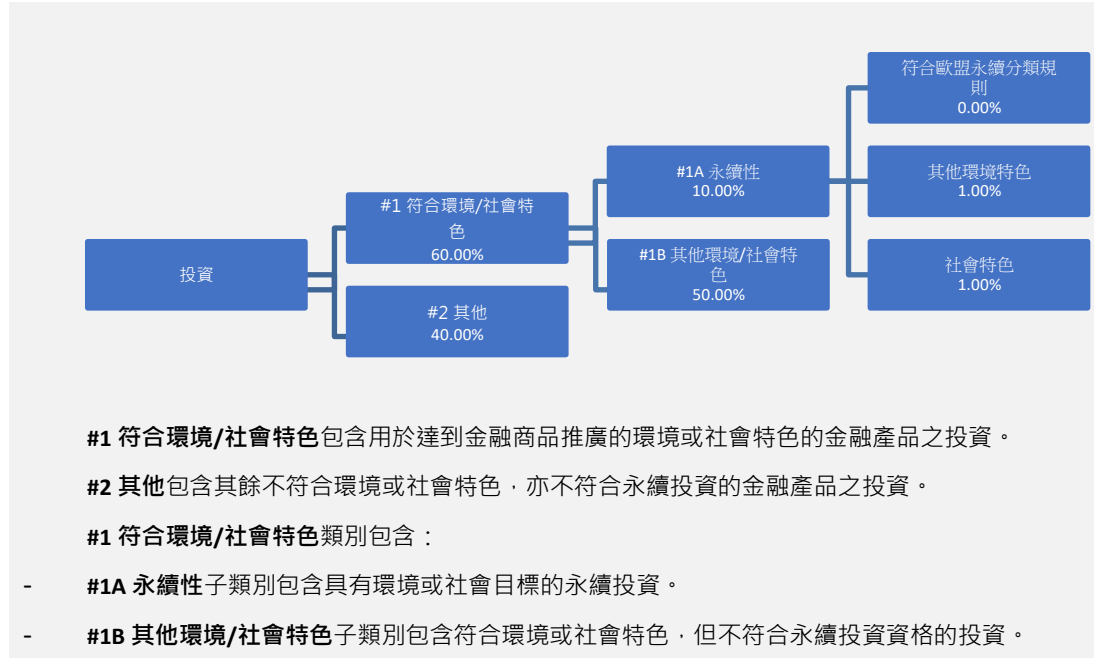 符合歐盟永續分類規
則
0.00%
#1A 永續性
10.00%
其他環境特色
1.00%
#1 符合環境/社會特
色
60.00%
投資
#1B 其他環境/社會特
色
50.00%
社會特色
1.00%
#2 其他
40.00%
#1 符合環境/社會特色包含用於達到金融商品推廣的環境或社會特色的金融產品之投資。
#2 其他包含其餘不符合環境或社會特色，亦不符合永續投資的金融產品之投資。
#1 符合環境/社會特色類別包含：
- #1A 永續性子類別包含具有環境或社會目標的永續投資。
- #1B 其他環境/社會特色子類別包含符合環境或社會特色，但不符合永續投資資格的投資。